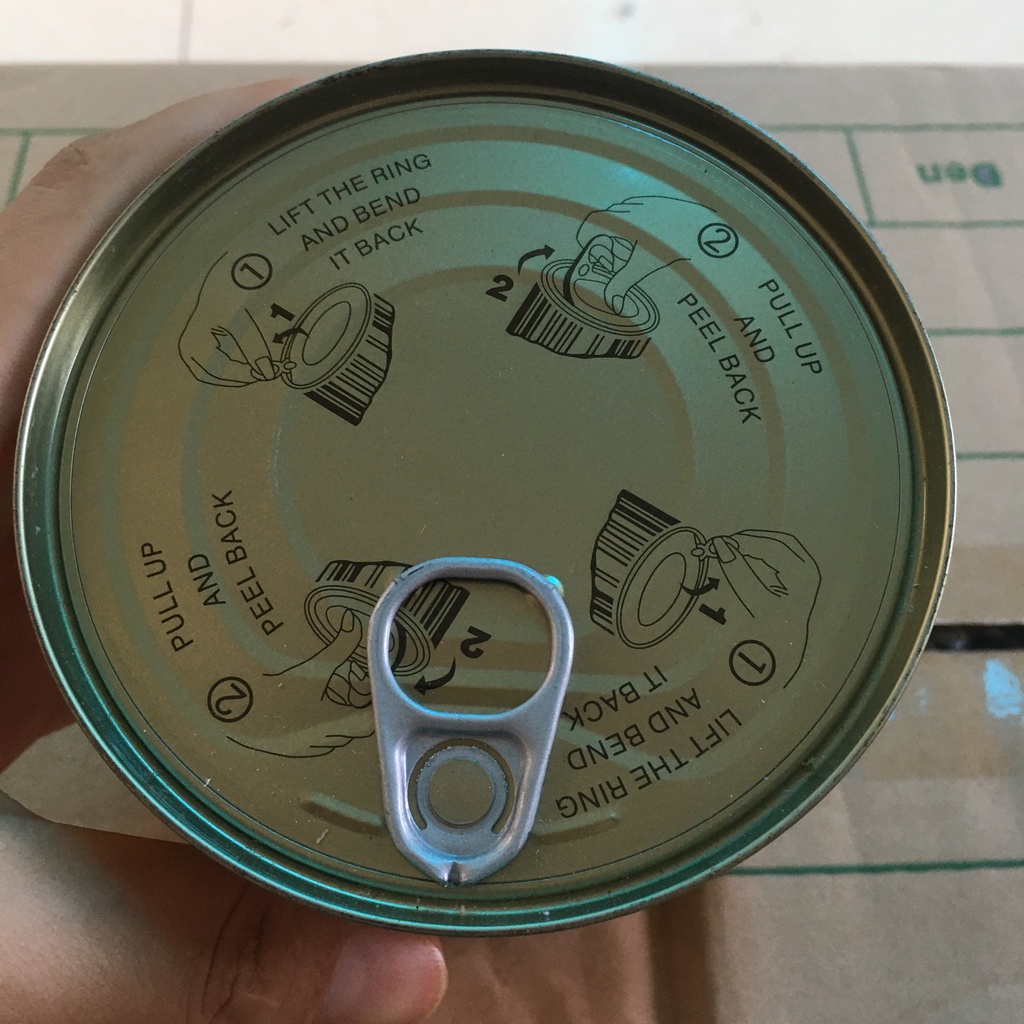 ① LIFT THE RING
AND BEND
IT BACK
1
② PULL UP
AND
PEEL BACK
2
PULL UP
AND
PEEL BACK
②
2
① LIFT THE RING
AND BEND
IT BACK
1